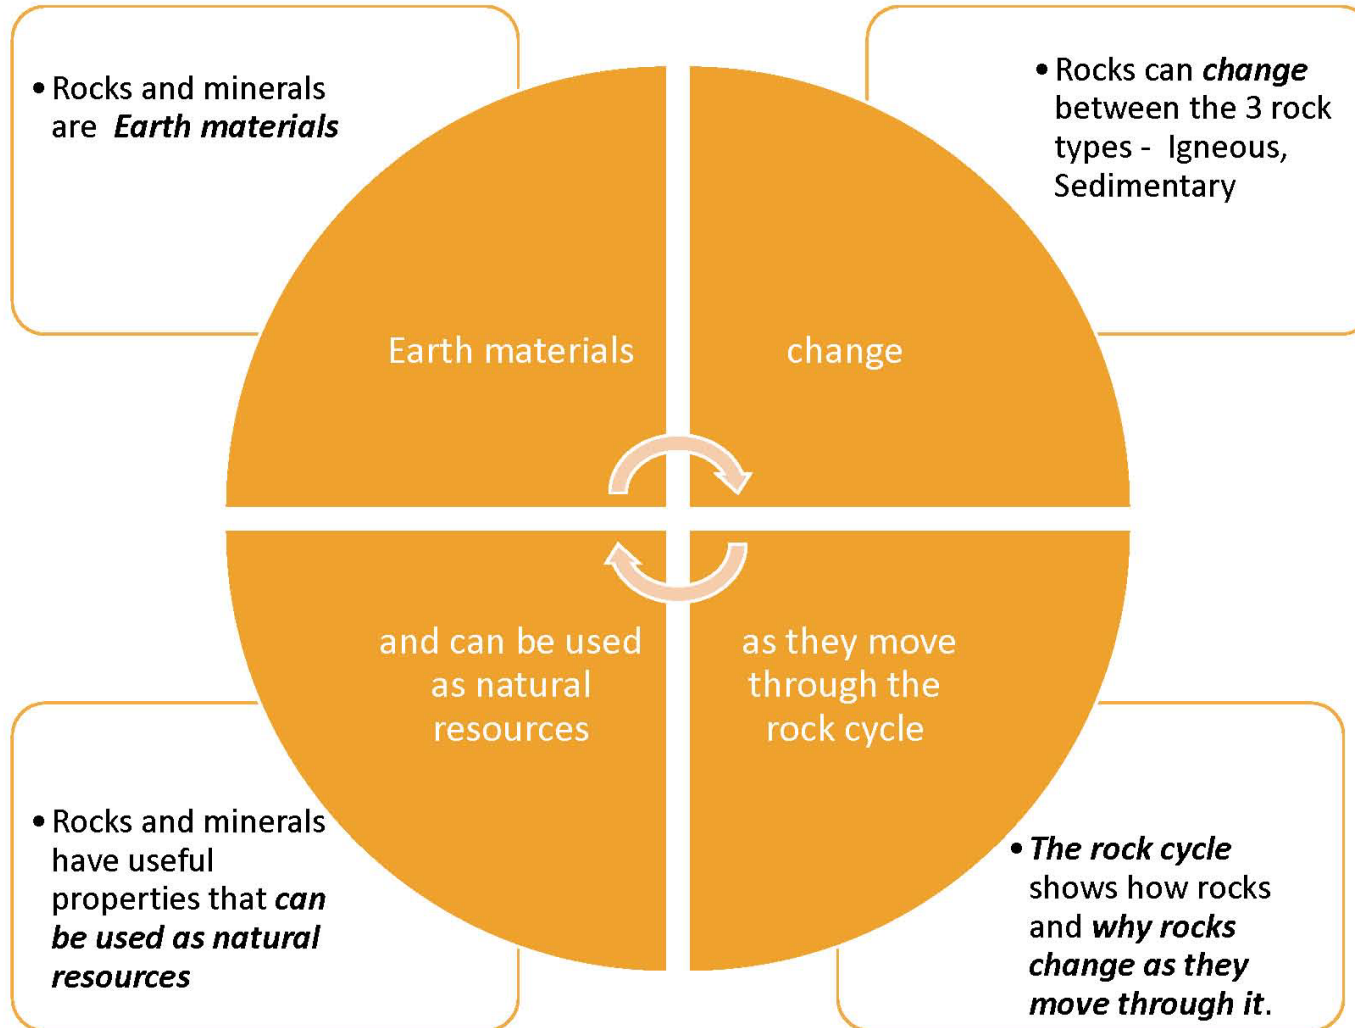 • Rocks and minerals
are Earth materials
• Rocks can change
between the 3 rock
types - Igneous,
Sedimentary
Earth materials
change
and can be used
as natural
resources
as they move
through the
rock cycle
• Rocks and minerals
have useful
properties that can
be used as natural
resources
• The rock cycle
shows how rocks
and why rocks
change as they
move through it.